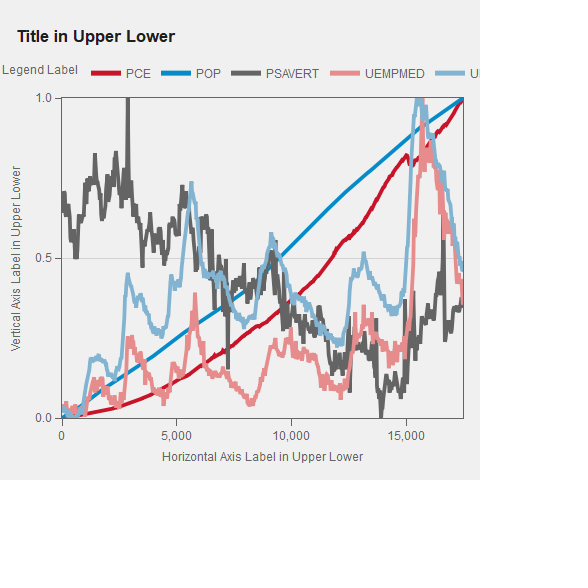 Title in Upper Lower
Legend Label PCE POP PSAVERT UEMPMED
1.0
0.5
0.0
Vertical Axis Label in Upper Lower
0 5,000 10,000 15,000
Horizontal Axis Label in Upper Lower